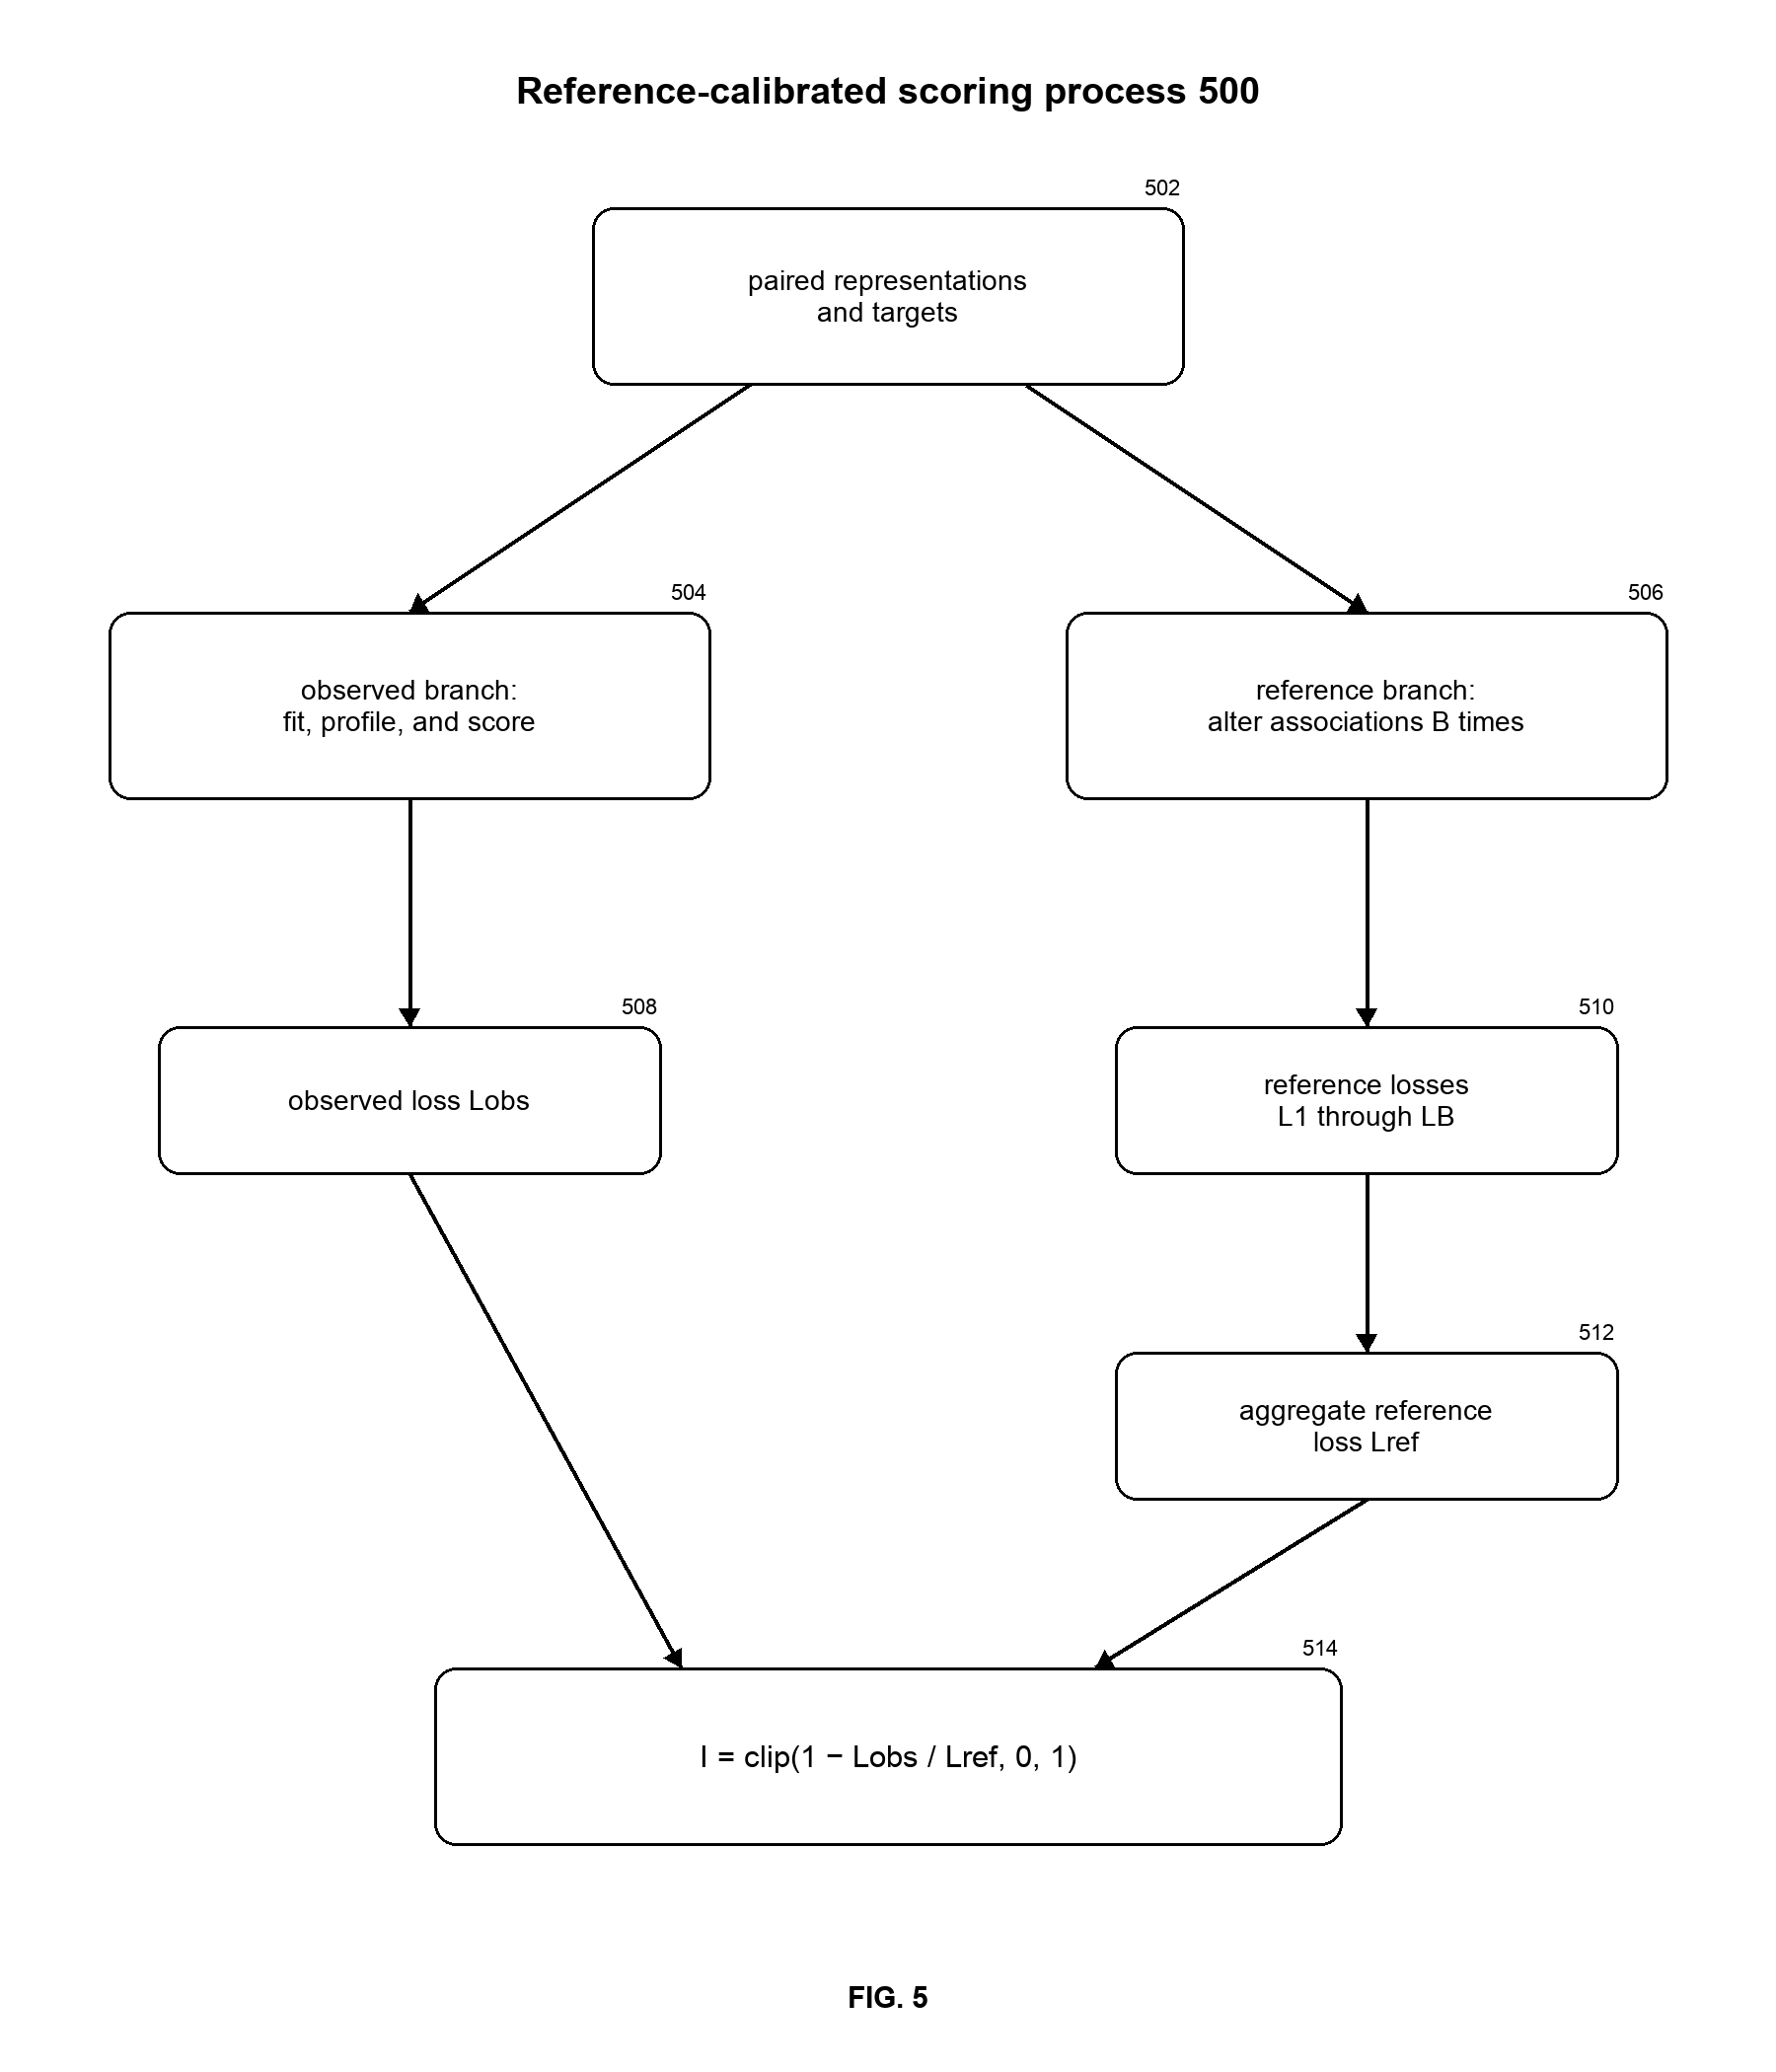 Reference-calibrated scoring process 500
502
paired representations
and targets
504
observed branch:
fit, profile, and score
506
reference branch:
alter associations B times
508
observed loss Lobs
510
reference losses
L1 through LB
512
aggregate reference
loss Lref
514
I = clip(1 − Lobs / Lref, 0, 1)
FIG. 5